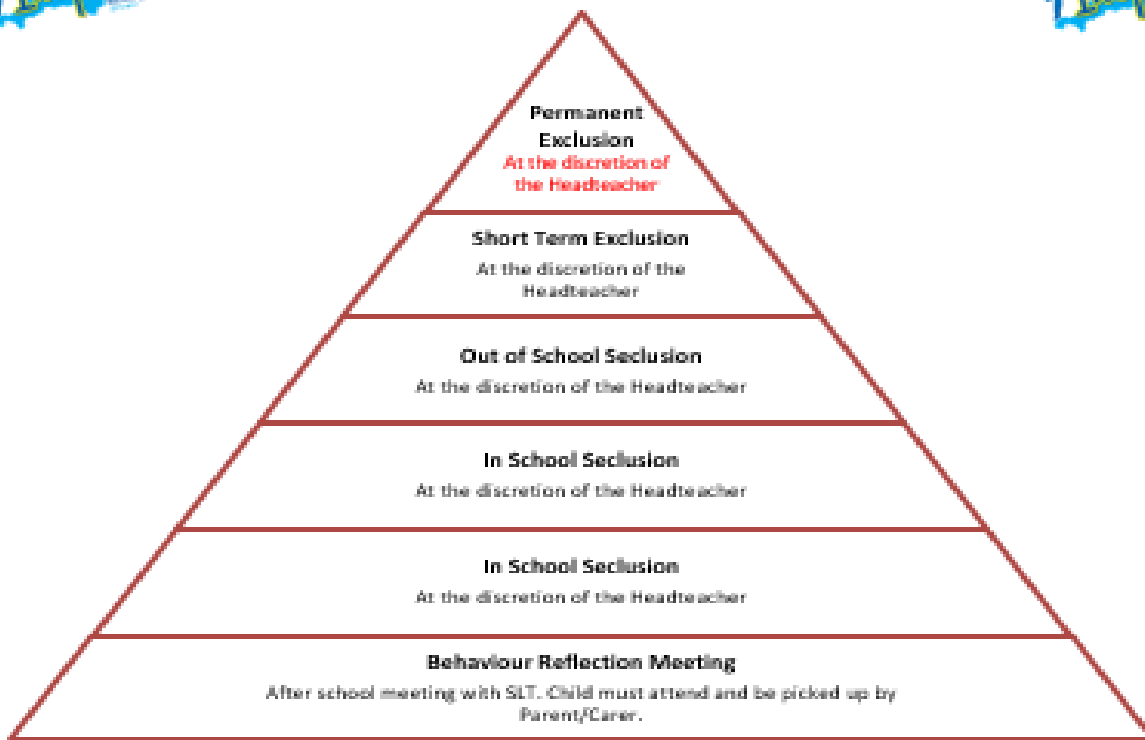 Permanent
Exclusion
At the discretion of
the Headteacher
Short Term Exclusion
At the discretion of the
Headteacher
Out of School Seclusion
At the discretion of the Headteacher
In School Seclusion
At the discretion of the Headteacher
In School Seclusion
At the discretion of the Headteacher
Behaviour Reflection Meeting
After school meeting with SLT. Child must attend and be picked up by
Parent/Carer.